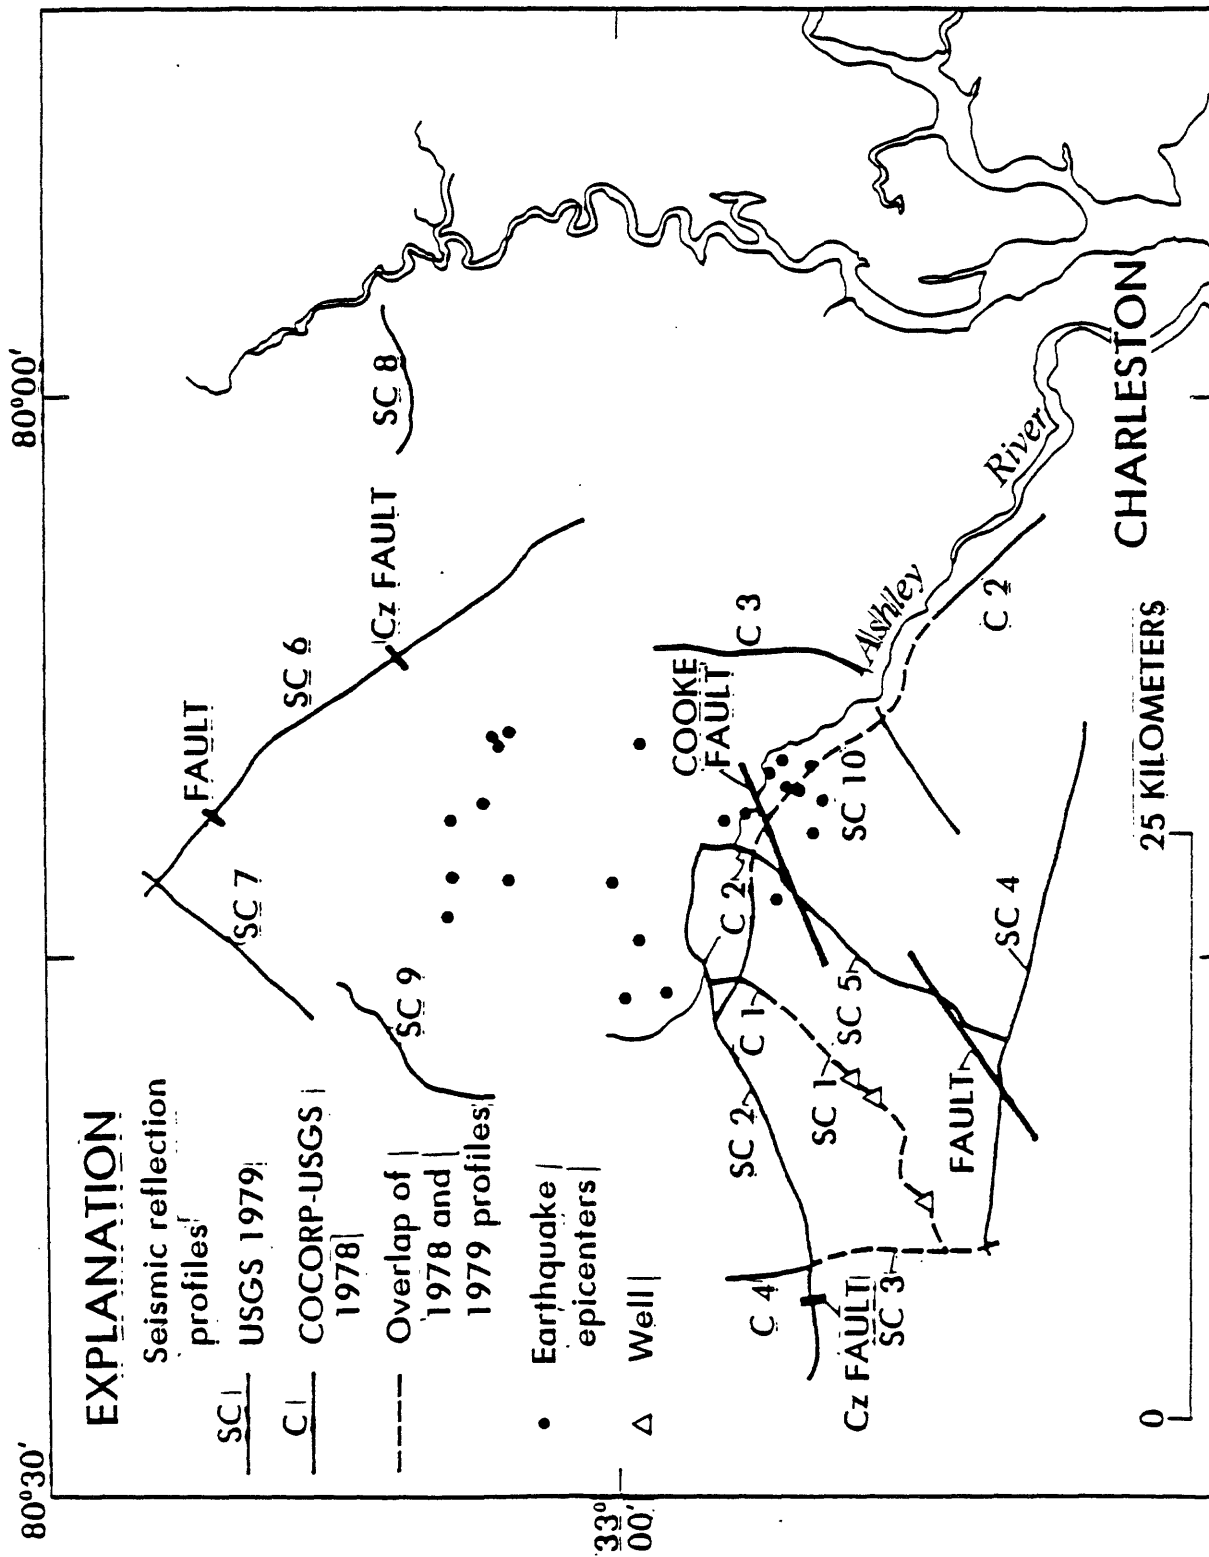 80°30′
80°00′
33°
00′
EXPLANATION
Seismic reflection
profiles
SC
USGS 1979
C
COCORP-USGS
1978
Overlap of
1978 and
1979 profiles
Earthquake
epicenters
Well
SC 7
FAULT
SC 6
Cz FAULT
SC 8
SC 9
COOKE
FAULT
C 3
C 2
C 1
SC 2
SC 1
SC 5
SC 10
Ashley
River
C 2
C 4
Cz FAULT
SC 3
FAULT
SC 4
CHARLESTON
0
25 KILOMETERS